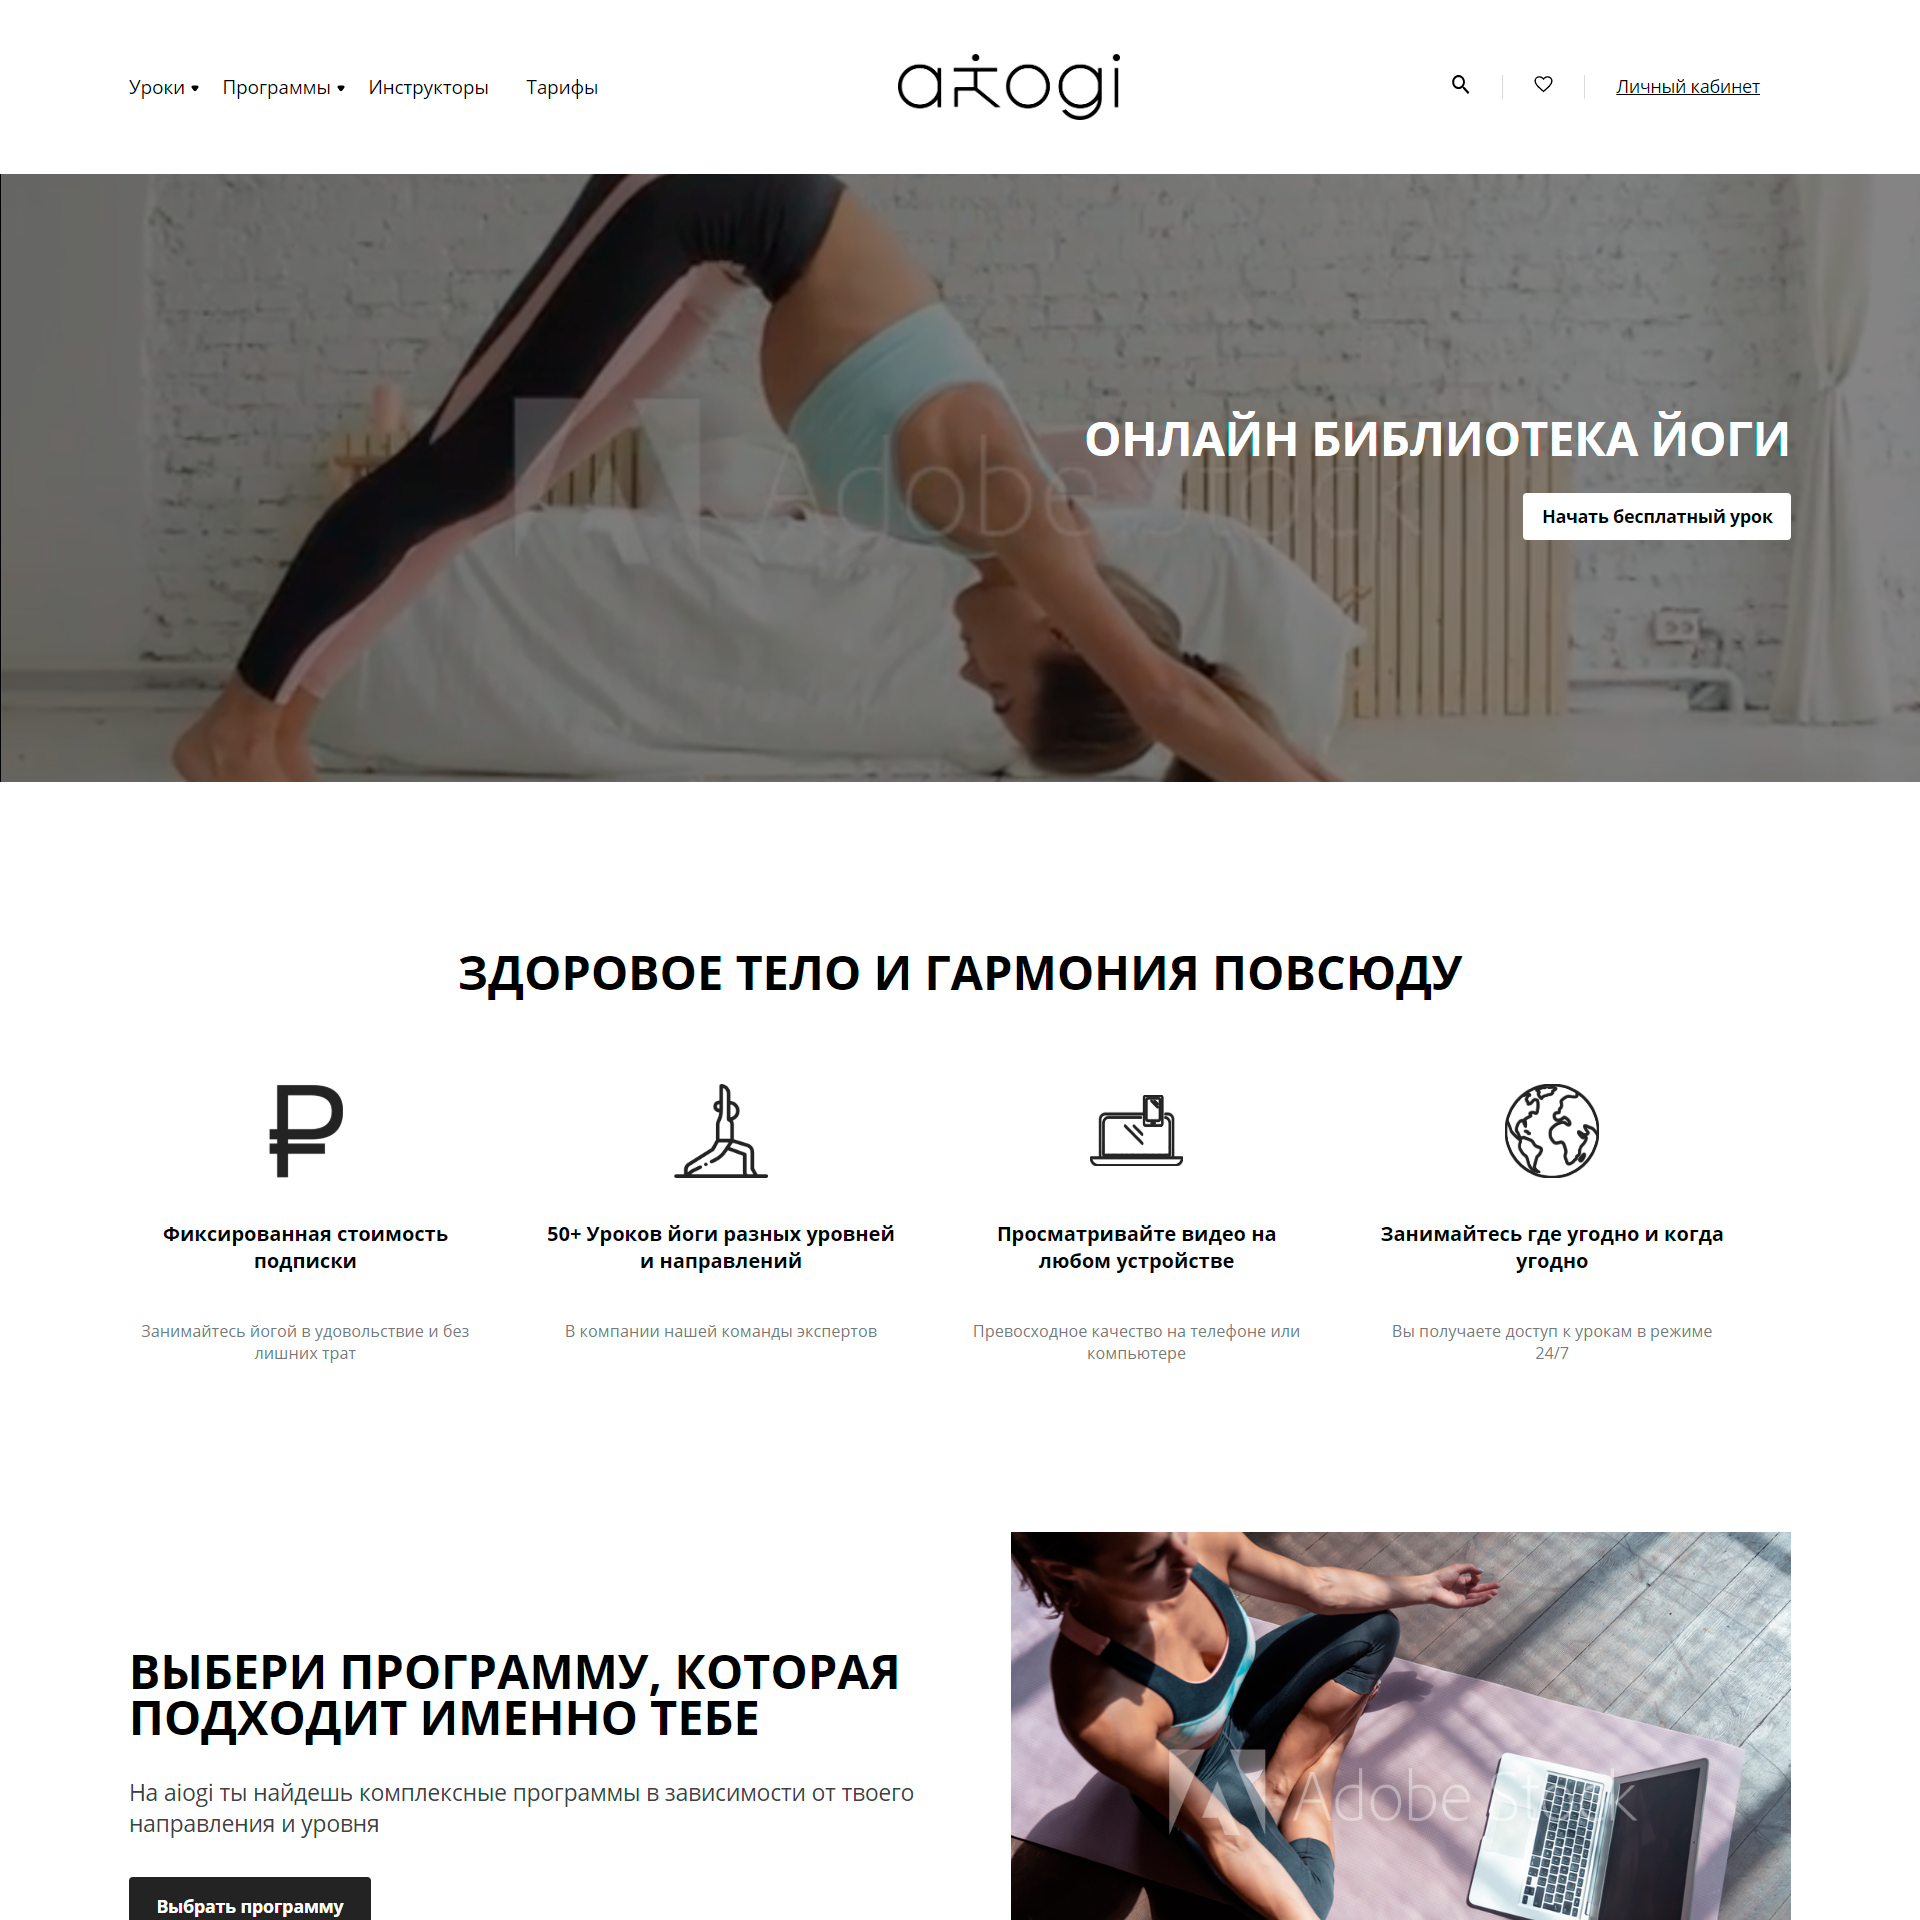 Уроки Программы Инструкторы Тарифы
aiogi
Личный кабинет
ОНЛАЙН БИБЛИОТЕКА ЙОГИ
Adobe Stock
Начать бесплатный урок
ЗДОРОВОЕ ТЕЛО И ГАРМОНИЯ ПОВСЮДУ
Фиксированная стоимость
подписки
Занимайтесь йогой в удовольствие и без
лишних трат
50+ Уроков йоги разных уровней
и направлений
В компании нашей команды экспертов
Просматривайте видео на
любом устройстве
Превосходное качество на телефоне или
компьютере
Занимайтесь где угодно и когда
угодно
Вы получаете доступ к урокам в режиме
24/7
ВЫБЕРИ ПРОГРАММУ, КОТОРАЯ
ПОДХОДИТ ИМЕННО ТЕБЕ
На aiogi ты найдешь комплексные программы в зависимости от твоего
направления и уровня
Выбрать программу
Adobe Stock